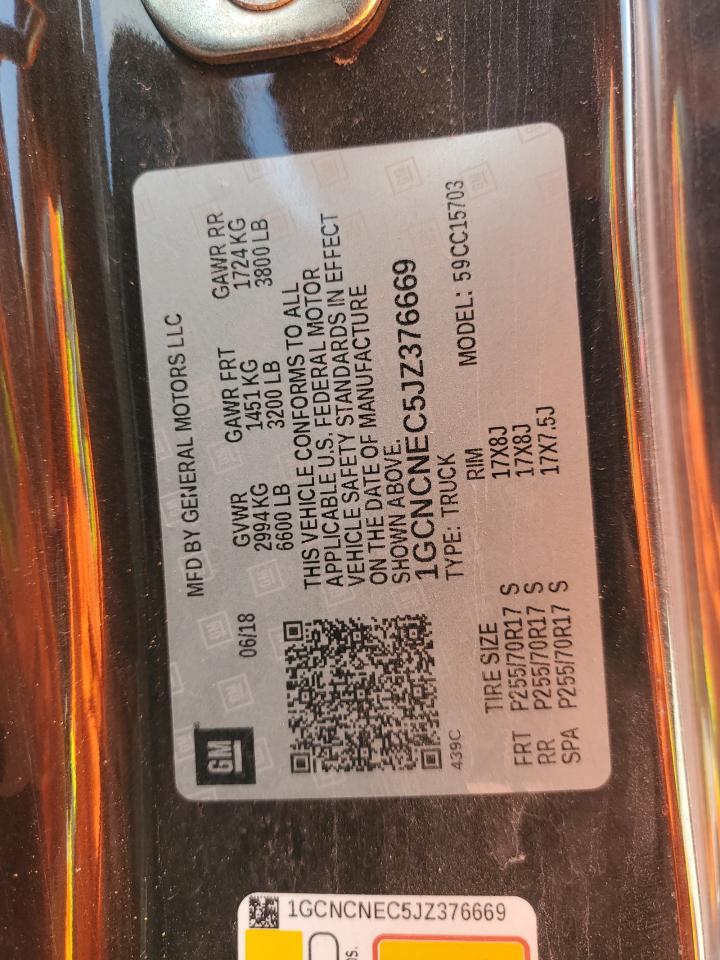 GM
MFD BY GENERAL MOTORS LLC
06/18 GVWR GAWR FRT GAWR RR
2994 KG 1451 KG 1724 KG
6600 LB 3200 LB 3800 LB
THIS VEHICLE CONFORMS TO ALL
APPLICABLE U.S. FEDERAL MOTOR
VEHICLE SAFETY STANDARDS IN EFFECT
ON THE DATE OF MANUFACTURE
SHOWN ABOVE.
1GCNCNEC5JZ376669
439C TYPE: TRUCK MODEL: 59CC15703
TIRE SIZE RIM
FRT P255/70R17 S 17X8J
RR P255/70R17 S 17X8J
SPA P255/70R17 S 17X7.5J
1GCNCNEC5JZ376669